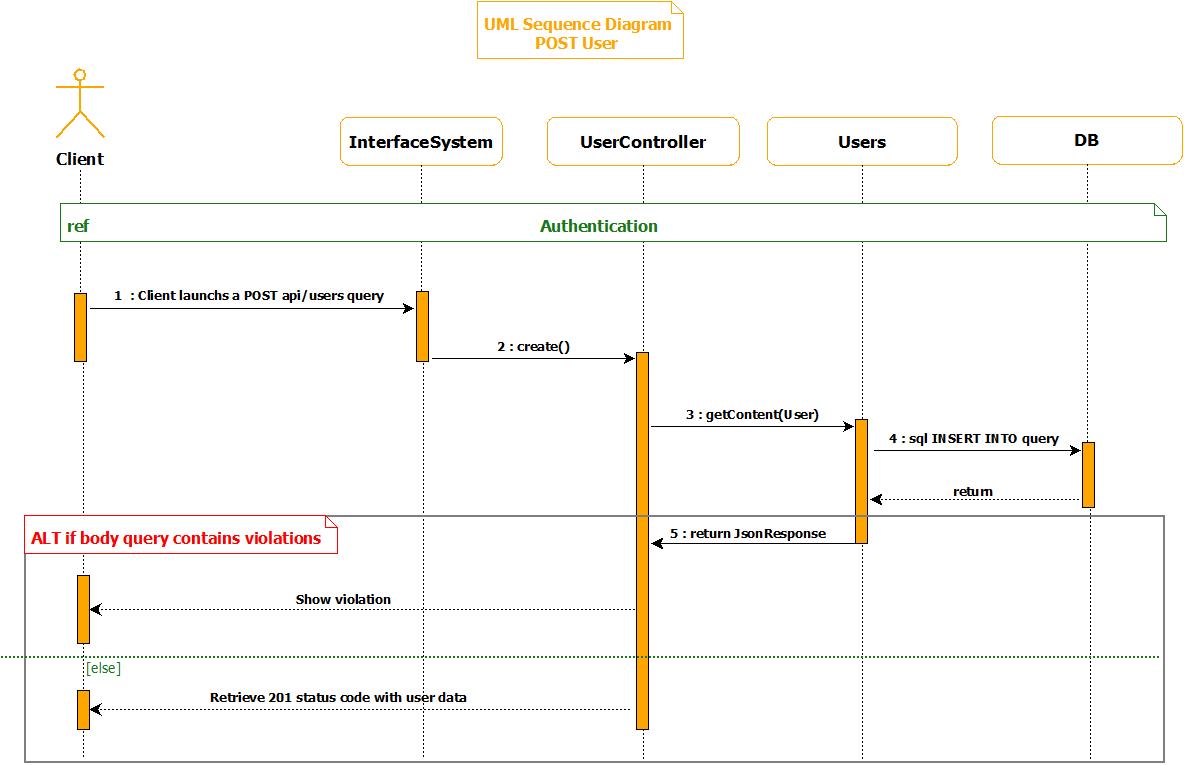 UML Sequence Diagram
POST User
Client
InterfaceSystem
UserController
Users
DB
ref
Authentication
1 : Client launchs a POST api/users query
2 : create()
3 : getContent(User)
4 : sql INSERT INTO query
return
5 : return JsonResponse
ALT if body query contains violations
Show violation
[else]
Retrieve 201 status code with user data